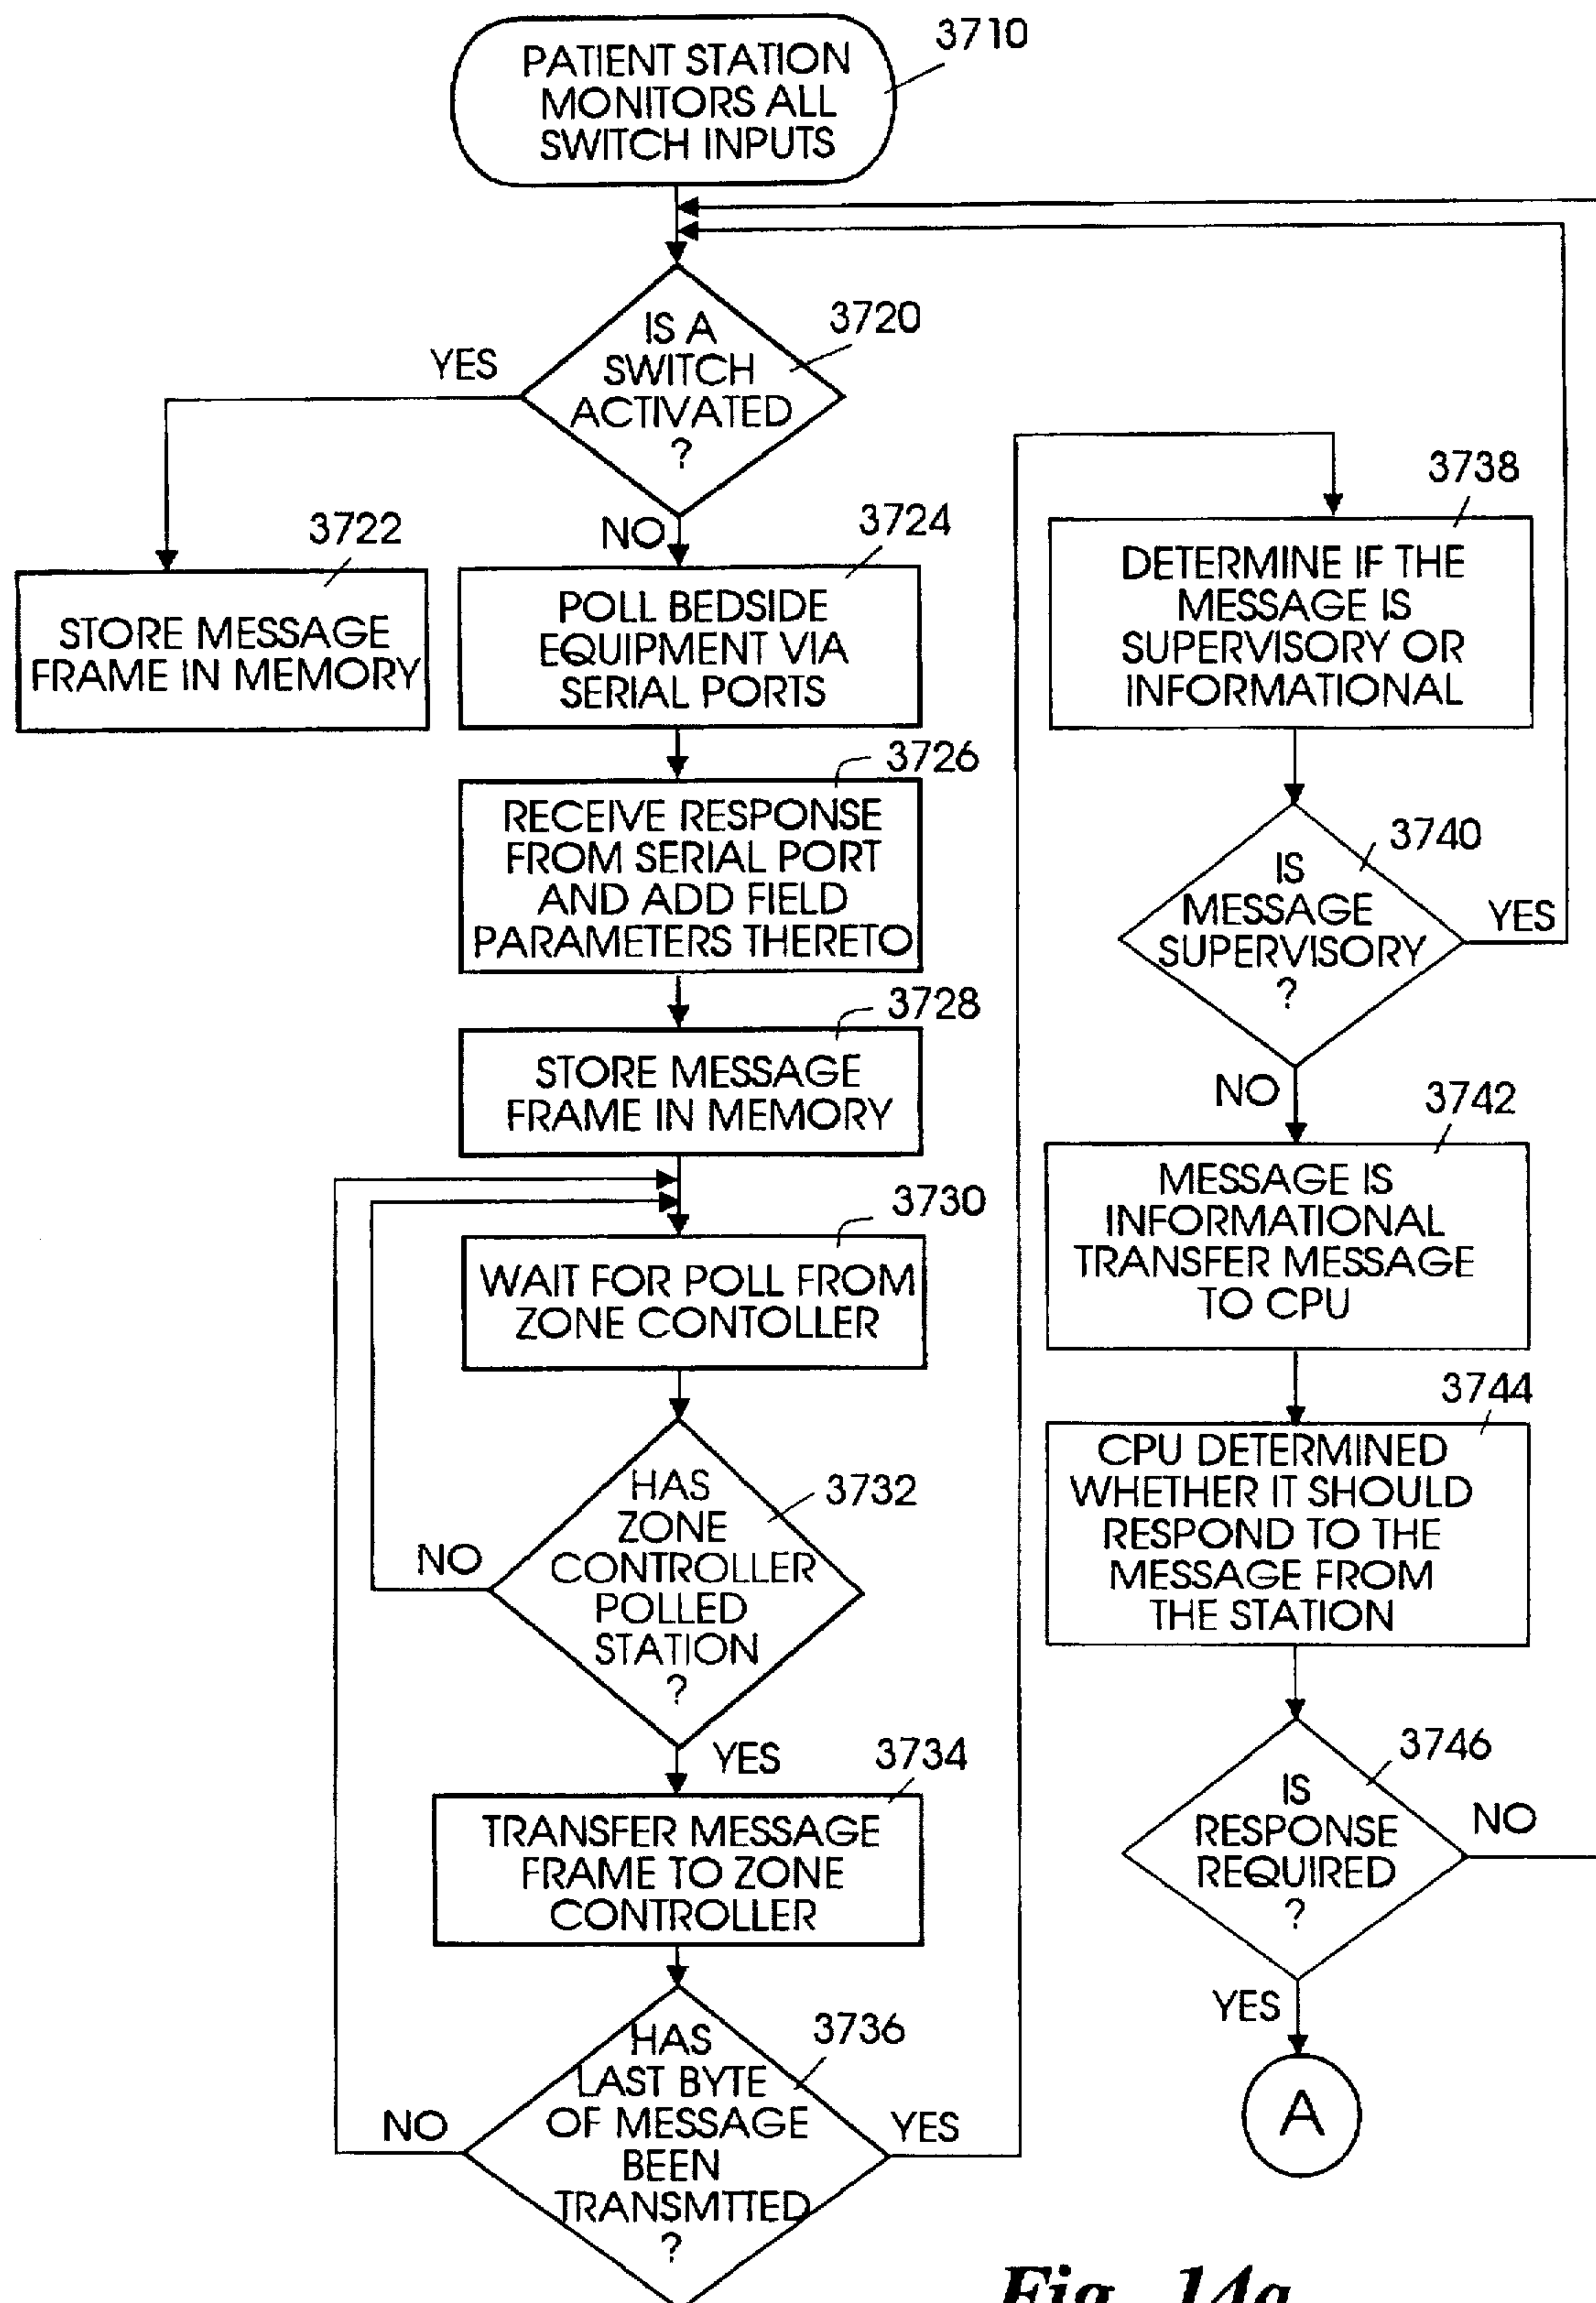 3710
PATIENT STATION
MONITORS ALL
SWITCH INPUTS
3720
IS A
SWITCH
ACTIVATED
?
YES
NO
3722
STORE MESSAGE
FRAME IN MEMORY
3724
POLL BEDSIDE
EQUIPMENT VIA
SERIAL PORTS
3726
RECEIVE RESPONSE
FROM SERIAL PORT
AND ADD FIELD
PARAMETERS THERETO
3728
STORE MESSAGE
FRAME IN MEMORY
3730
WAIT FOR POLL FROM
ZONE CONTOLLER
3732
HAS
ZONE
CONTROLLER
POLLED
STATION
?
NO
YES
3734
TRANSFER MESSAGE
FRAME TO ZONE
CONTROLLER
3736
HAS
LAST BYTE
OF MESSAGE
BEEN
TRANSMTTED
?
NO
YES
3738
DETERMINE IF THE
MESSAGE IS
SUPERVISORY OR
INFORMATIONAL
3740
IS
MESSAGE
SUPERVISORY
?
YES
NO
3742
MESSAGE IS
INFORMATIONAL
TRANSFER MESSAGE
TO CPU
3744
CPU DETERMINED
WHETHER IT SHOULD
RESPOND TO THE
MESSAGE FROM
THE STATION
3746
IS
RESPONSE
REQUIRED
?
NO
YES
A
Fig. 14a